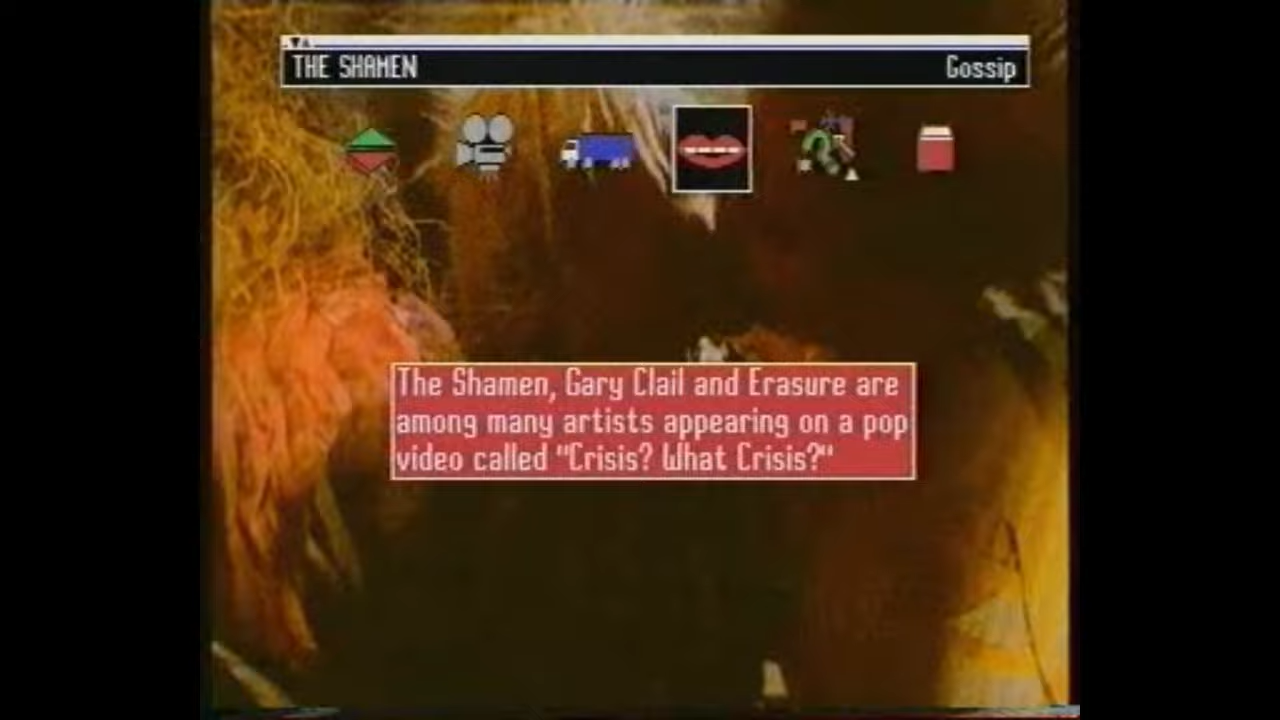 THE SHAMEN
Gossip
The Shamen, Gary Clail and Erasure are
among many artists appearing on a pop
video called "Crisis? What Crisis?"